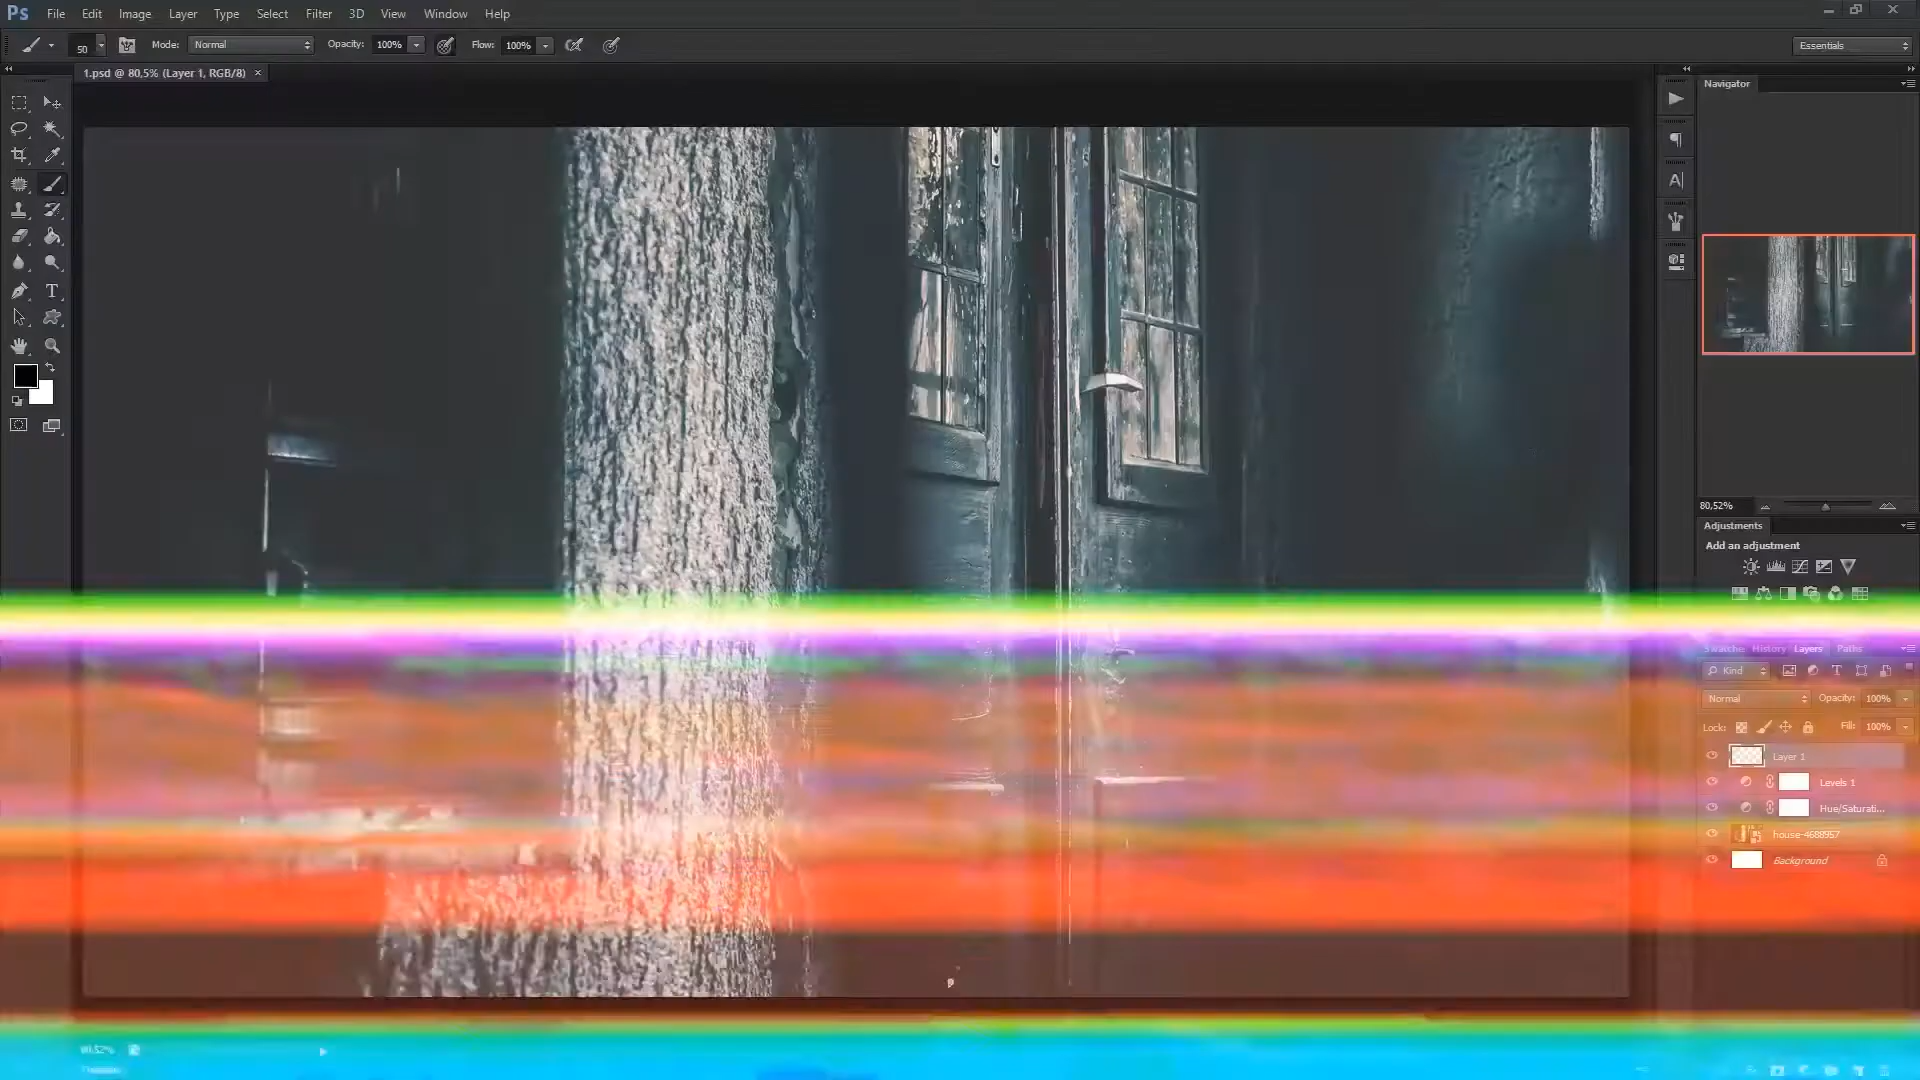 Ps File Edit Image Layer Type Select Filter 3D View Window Help
50 Mode: Normal Opacity: 100% Flow: 100% Essentials
1.psd @ 80,5% (Layer 1, RGB/8) ×
Navigator
80,52%
Adjustments
Add an adjustment
Swatches History Layers Paths
Kind
Normal Opacity: 100%
Lock: Fill: 100%
Layer 1
Levels 1
Hue/Saturati...
house-4688957
Background
80,52%